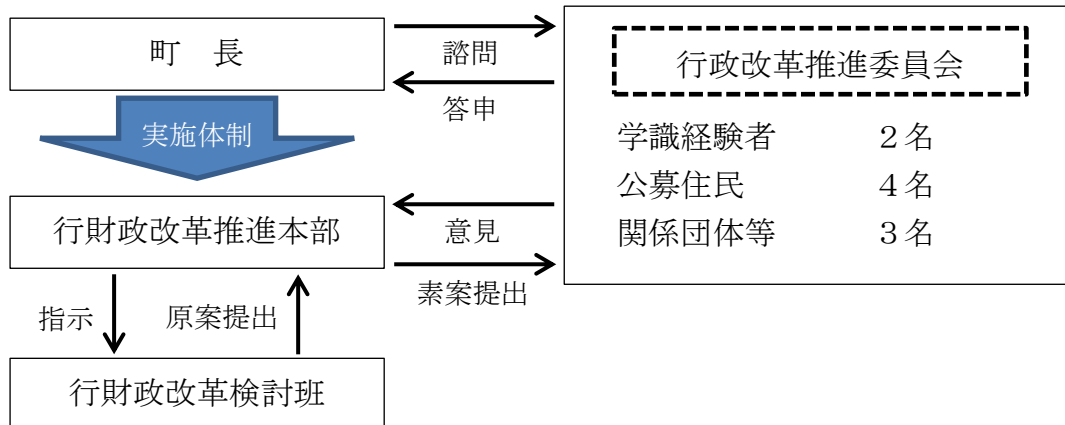 町　長
諮問
答申
行政改革推進委員会
学識経験者　２名
公募住民　４名
関係団体等　３名
実施体制
行財政改革推進本部
意見
素案提出
指示
原案提出
行財政改革検討班